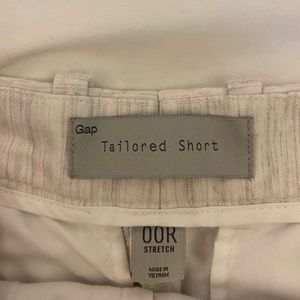 Gap
Tailored Short
00R
STRETCH
MADE IN
VIETNAM